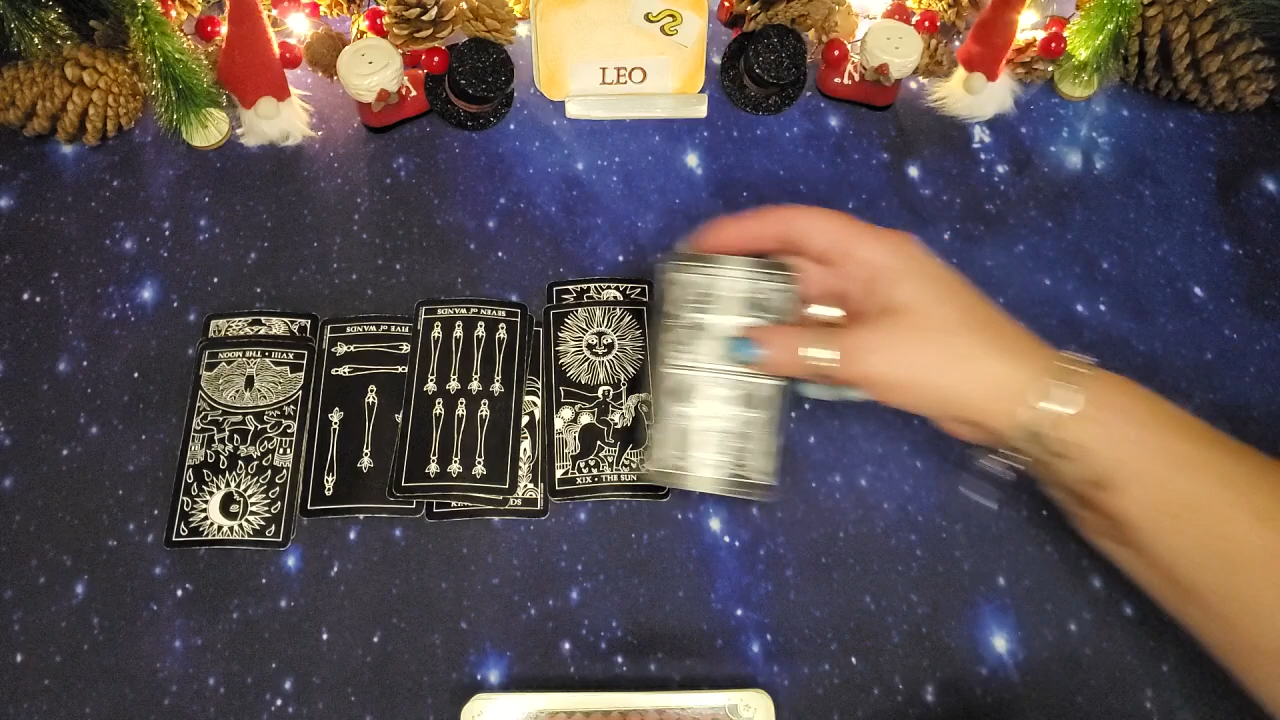 LEO
XVIII • THE MOON
FIVE of WANDS
SEVEN of WANDS
XIX • THE SUN